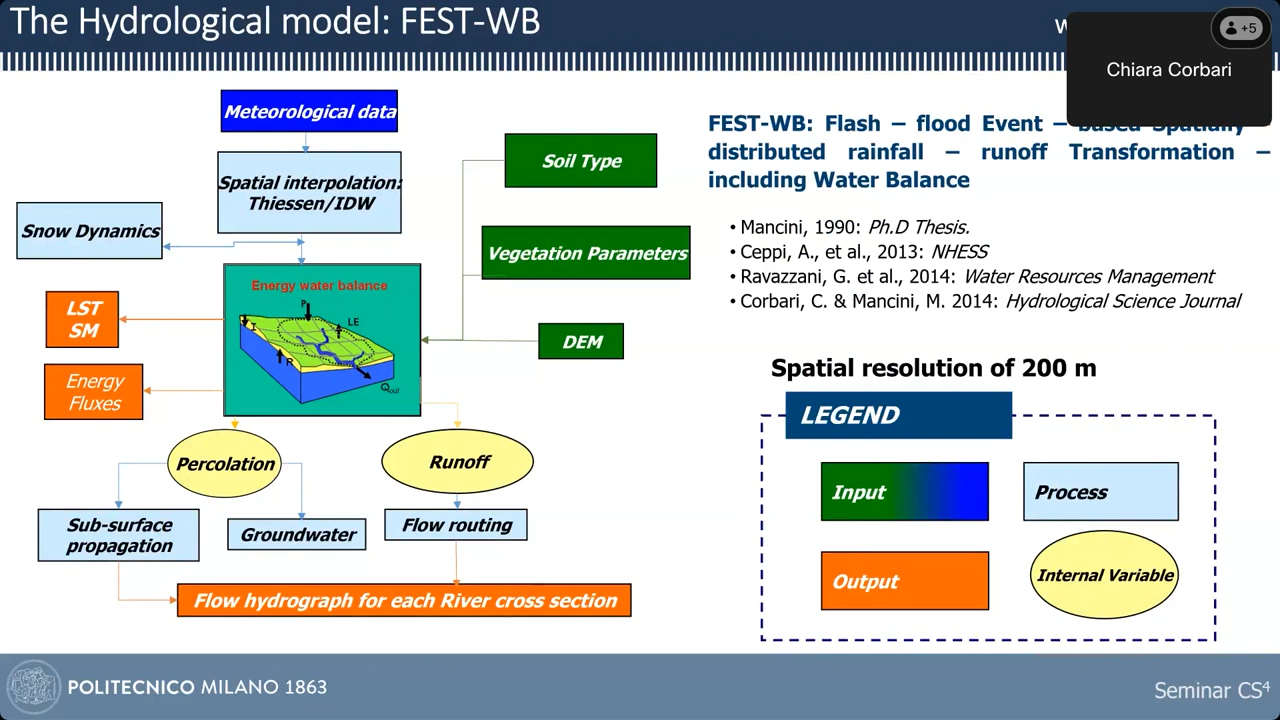 The Hydrological model: FEST-WB
+5
Chiara Corbari
Meteorological data
Spatial interpolation:
Thiessen/IDW
Snow Dynamics
Soil Type
Vegetation Parameters
DEM
Energy water balance
P
I
LE
R
Qout
LST
SM
Energy
Fluxes
Percolation
Runoff
Sub-surface
propagation
Groundwater
Flow routing
Flow hydrograph for each River cross section
FEST-WB: Flash – flood Event – based Spatially
distributed rainfall – runoff Transformation –
including Water Balance
• Mancini, 1990: Ph.D Thesis.
• Ceppi, A., et al., 2013: NHESS
• Ravazzani, G. et al., 2014: Water Resources Management
• Corbari, C. & Mancini, M. 2014: Hydrological Science Journal
Spatial resolution of 200 m
LEGEND
Input
Process
Output
Internal Variable
POLITECNICO MILANO 1863
Seminar CS⁴